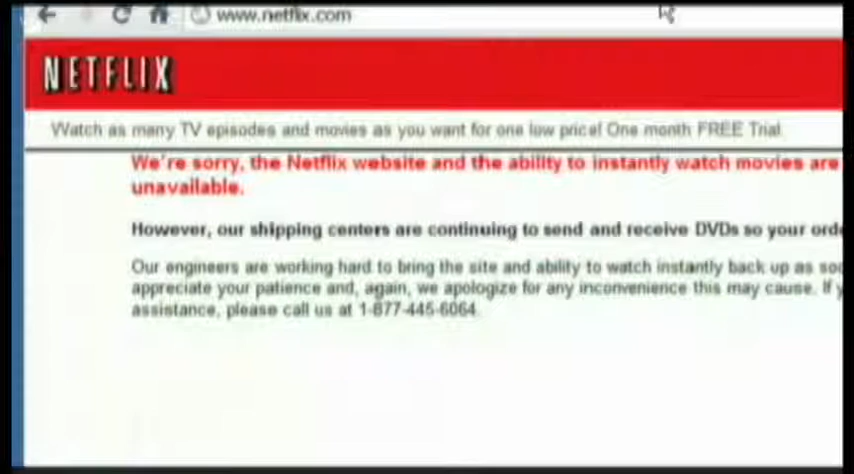 www.netflix.com
NETFLIX
Watch as many TV episodes and movies as you want for one low price! One month FREE Trial.
We're sorry, the Netflix website and the ability to instantly watch movies are
unavailable.
However, our shipping centers are continuing to send and receive DVDs so your
Our engineers are working hard to bring the site and ability to watch instantly back up as
appreciate your patience and, again, we apologize for any inconvenience this may cause. If
assistance, please call us at 1-877-445-6064.